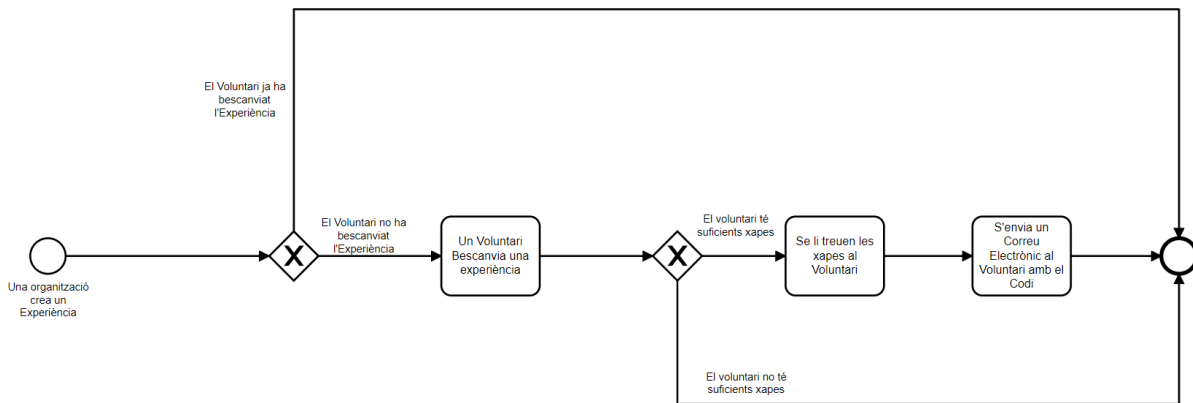 El Voluntari ja ha
bescanviat
l'Experiència
El Voluntari no ha
bescanviat
l'Experiència
Un Voluntari
Bescanvia una
experiència
El voluntari té
suficients xapes
Se li treuen les
xapes al
Voluntari
S'envia un
Correu
Electrònic al
Voluntari amb el
Codi
Una organització
crea un
Experiència
El voluntari no té
suficients xapes